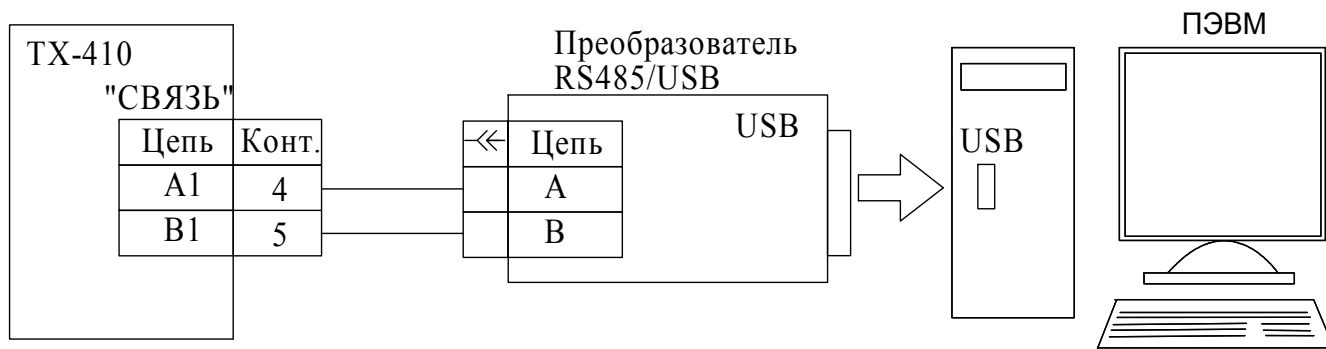 ПЭВМ
ТХ-410
Преобразователь
RS485/USB
"СВЯЗЬ"
USB
Цепь Конт.
Цепь
USB
А1 4
А
В1 5
В